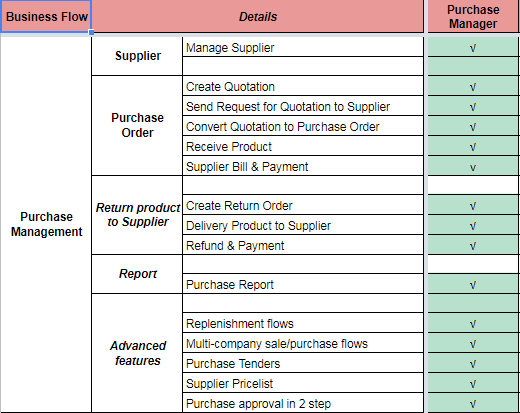 Business Flow Details Purchase Manager
Supplier Manage Supplier √
Purchase Order Create Quotation √
Send Request for Quotation to Supplier √
Convert Quotation to Purchase Order √
Receive Product √
Supplier Bill & Payment v
Purchase Management
Return product to Supplier Create Return Order √
Delivery Product to Supplier √
Refund & Payment √
Report
Purchase Report √
Advanced features
Replenishment flows √
Multi-company sale/purchase flows √
Purchase Tenders √
Supplier Pricelist √
Purchase approval in 2 step √